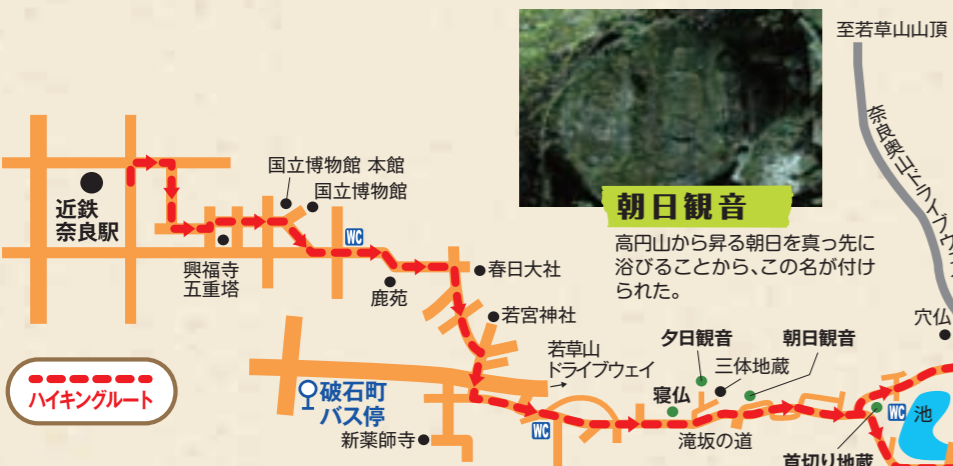 至若草山山頂
奈良奥山ドライブウ
国立博物館 本館
国立博物館
近鉄
奈良駅
WC
興福寺
五重塔
鹿苑
春日大社
若宮神社
朝日観音
高円山から昇る朝日を真っ先に
浴びることから、この名が付け
られた。
穴仏
若草山
ドライブウェイ
夕日観音
朝日観音
三体地蔵
寝仏
ハイキングルート
破石町
バス停
新薬師寺
WC
滝坂の道
WC
池
首切り地蔵